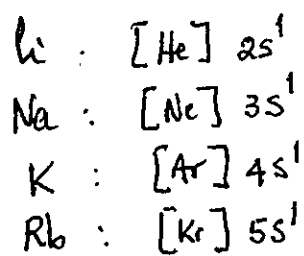 Li : [He] 2s¹
Na : [Ne] 3s¹
K : [Ar] 4s¹
Rb : [Kr] 5s¹